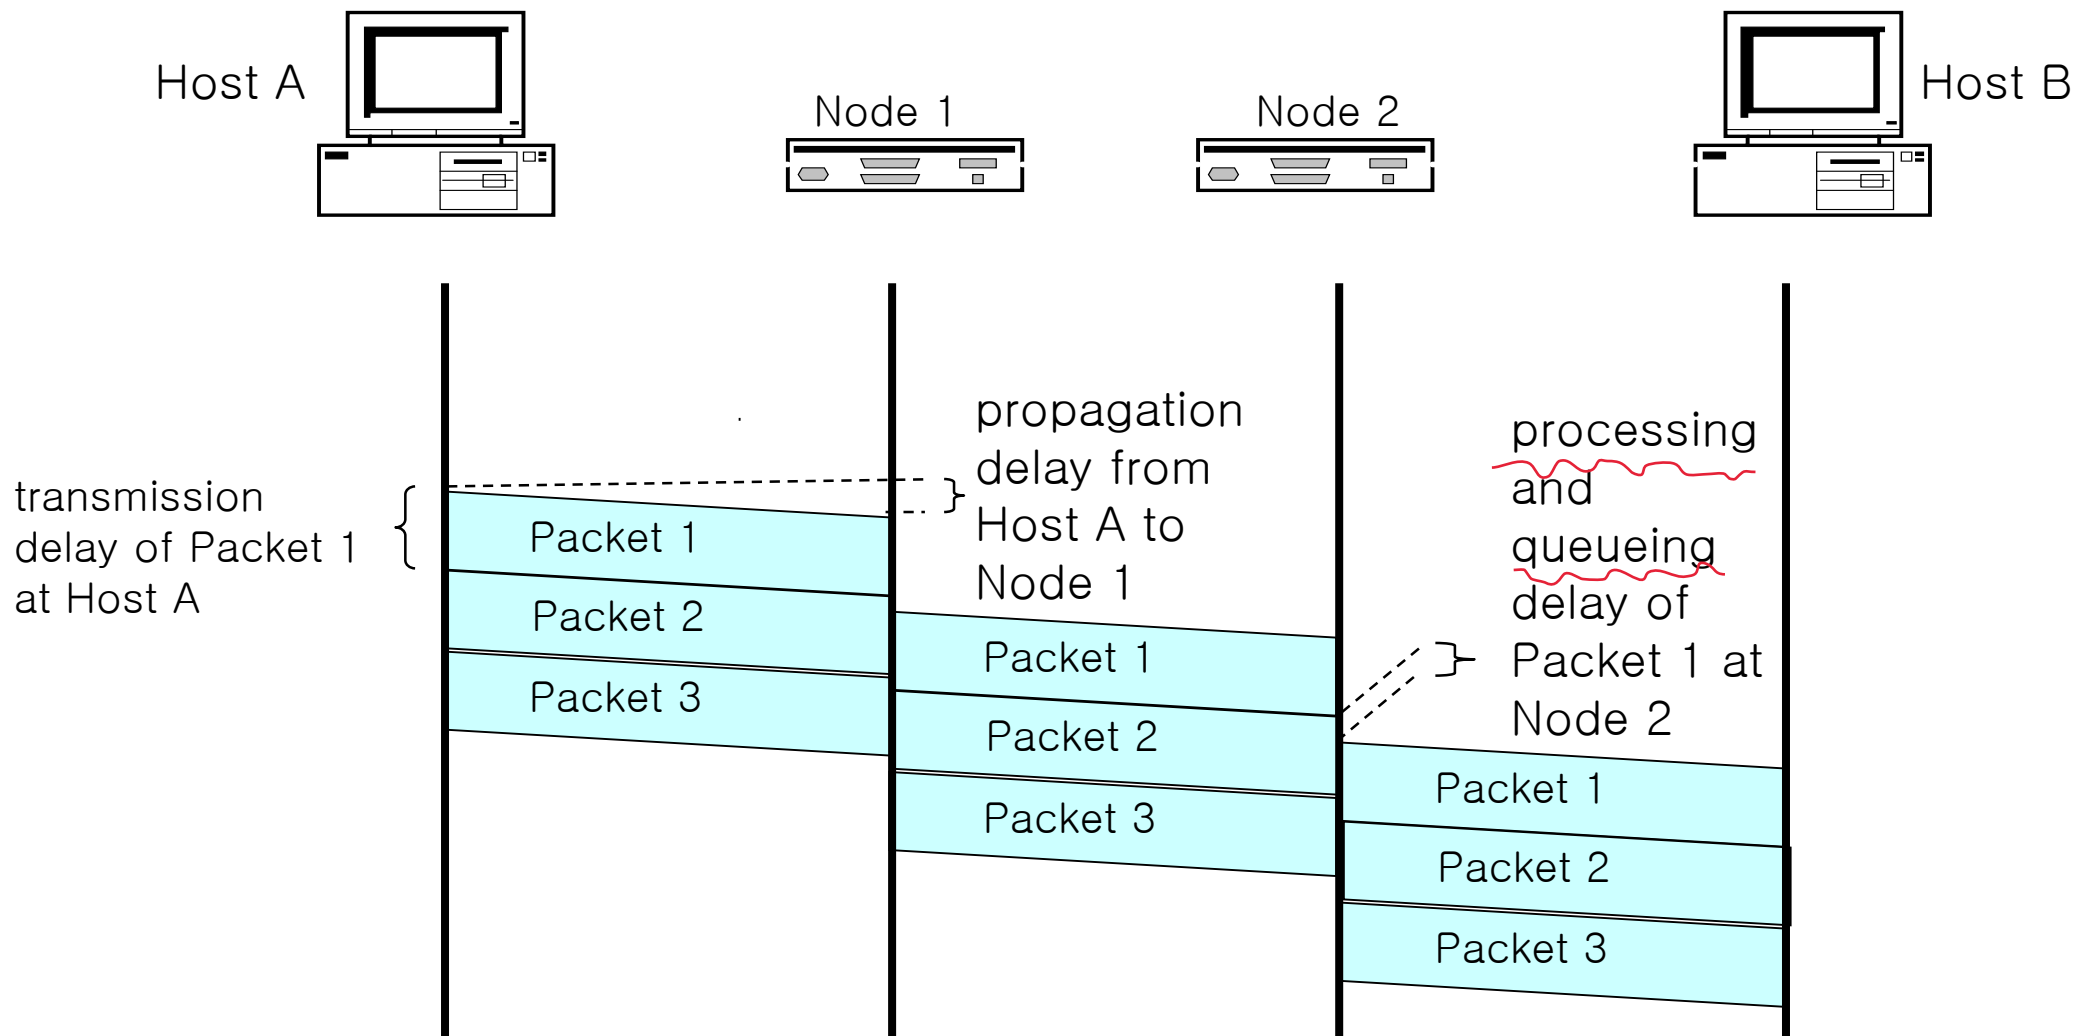 Host A
Node 1
Node 2
Host B
transmission
delay of Packet 1
at Host A
propagation
delay from
Host A to
Node 1
processing
and
queueing
delay of
Packet 1 at
Node 2
Packet 1
Packet 2
Packet 3
Packet 1
Packet 2
Packet 3
Packet 1
Packet 2
Packet 3